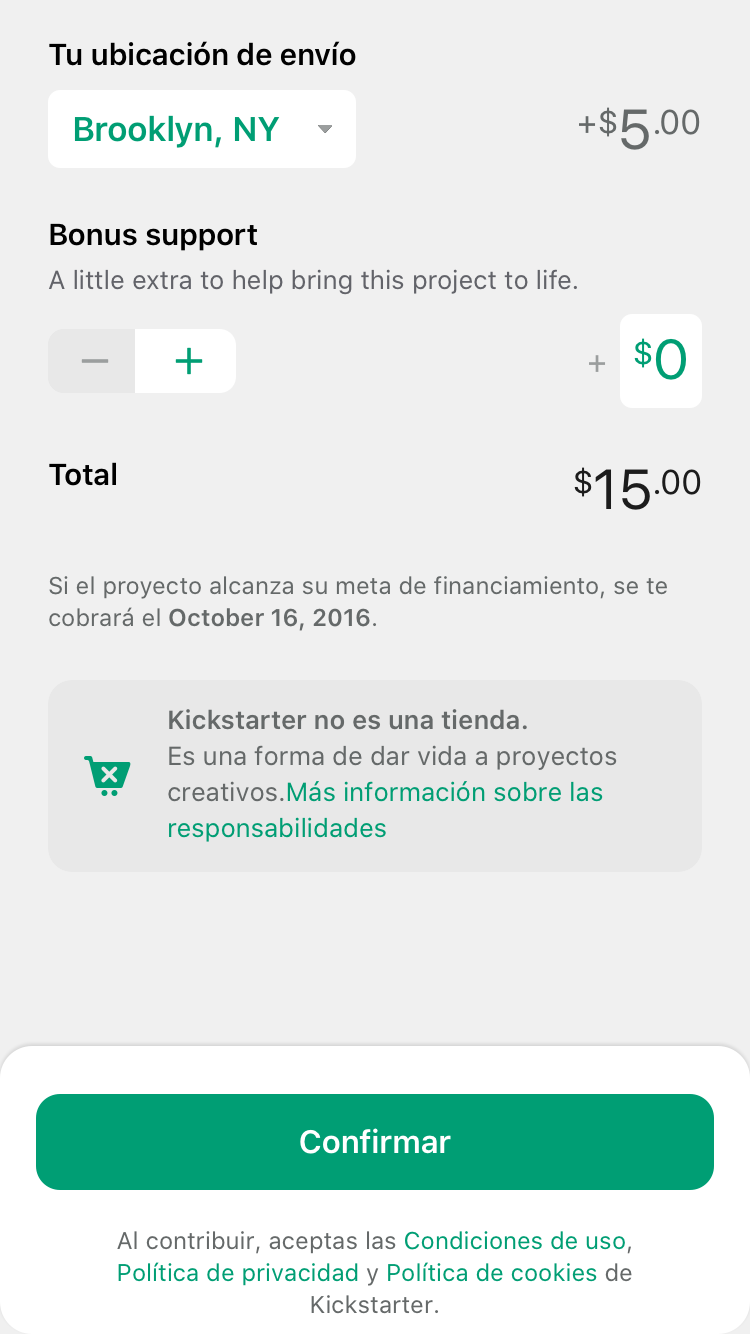 Tu ubicación de envío
Brooklyn, NY
+$5.00
Bonus support
A little extra to help bring this project to life.
− +
+ $0
Total
$15.00
Si el proyecto alcanza su meta de financiamiento, se te
cobrará el October 16, 2016.
Kickstarter no es una tienda.
Es una forma de dar vida a proyectos
creativos.Más información sobre las
responsabilidades
Confirmar
Al contribuir, aceptas las Condiciones de uso,
Política de privacidad y Política de cookies de
Kickstarter.